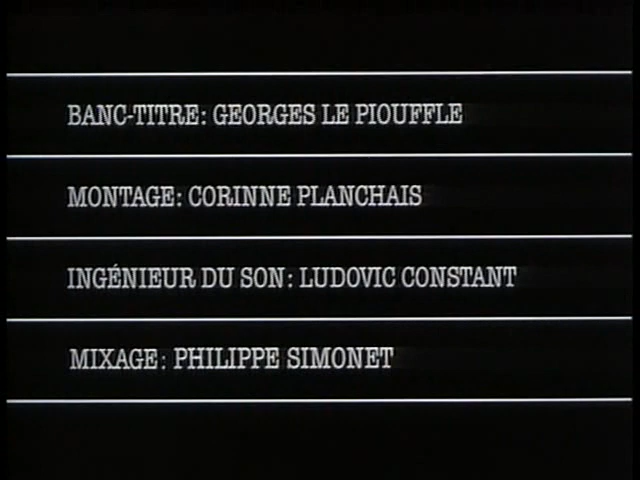 BANC-TITRE: GEORGES LE PIOUFFLE
MONTAGE: CORINNE PLANCHAIS
INGÉNIEUR DU SON: LUDOVIC CONSTANT
MIXAGE: PHILIPPE SIMONET